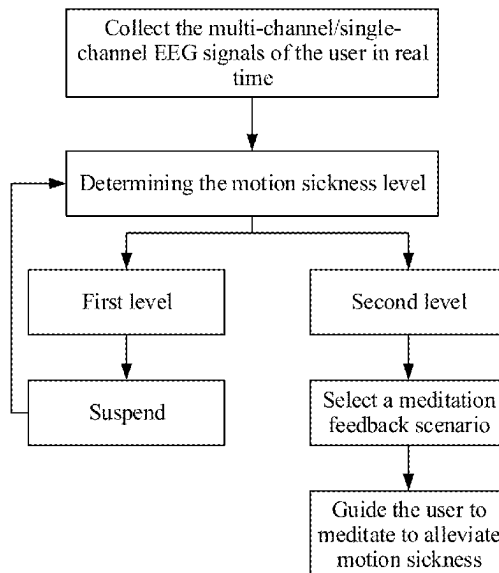 Collect the multi-channel/single-
channel EEG signals of the user in real
time
Determining the motion sickness level
First level
Second level
Suspend
Select a meditation
feedback scenario
Guide the user to
meditate to alleviate
motion sickness